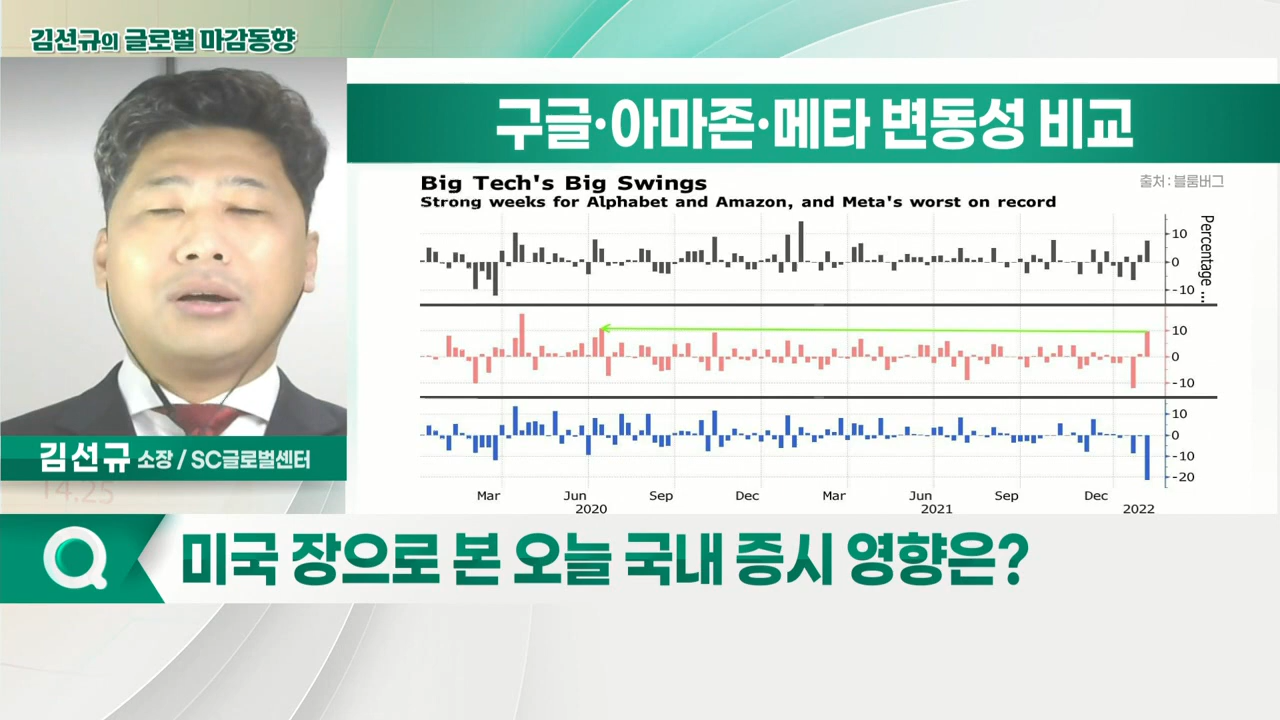 김선규의 글로벌 마감동향
구글·아마존·메타 변동성 비교
Big Tech's Big Swings
출처 : 블룸버그
Strong weeks for Alphabet and Amazon, and Meta's worst on record
10
0
-10
Percentage ...
10
0
-10
10
0
-10
-20
Mar Jun Sep Dec Mar Jun Sep Dec
2020 2021 2022
김선규 소장 / SC글로벌센터
14.25
Q 미국 장으로 본 오늘 국내 증시 영향은?